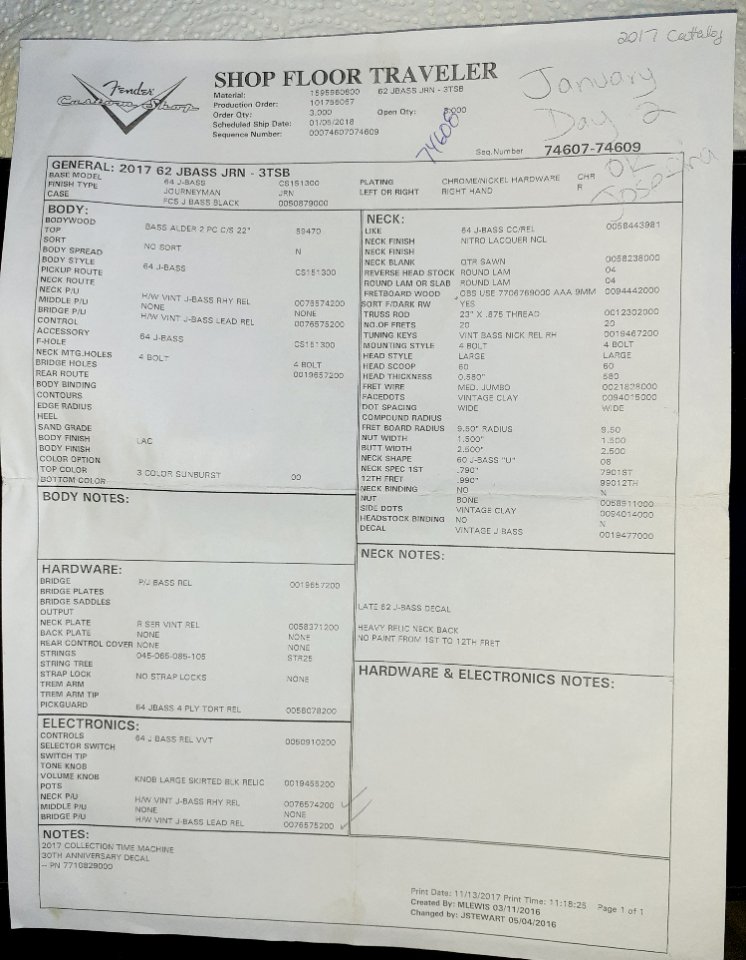 2017 Catalog
Fender
Custom Shop
SHOP FLOOR TRAVELER
January
Day 2
OK
Material: 1595960800 62 JBASS JRN - 3TSB
Production Order: 101755067
Order Qty: 3.000 Open Qty: 3.000
Scheduled Ship Date: 01/05/2018
Sequence Number: 00074607074609
74608
Seq.Number 74607-74609
GENERAL: 2017 62 JBASS JRN - 3TSB
BASE MODEL 64 J-BASS CS151300 PLATING CHROME/NICKEL HARDWARE CHR
FINISH TYPE JOURNEYMAN JRN LEFT OR RIGHT RIGHT HAND R
CASE FCS J BASS BLACK 0050879000
BODY:
BODYWOOD BASS ALDER 2 PC C/S 22" 59470
TOP
SORT NO SORT N
BODY SPREAD
BODY STYLE 64 J-BASS CS151300
PICKUP ROUTE
NECK ROUTE
NECK P/U H/W VINT J-BASS RHY REL 0076574200
MIDDLE P/U NONE NONE
BRIDGE P/U H/W VINT J-BASS LEAD REL 0076575200
CONTROL
ACCESSORY 64 J-BASS CS151300
F-HOLE
NECK MTG.HOLES 4 BOLT 4 BOLT
BRIDGE HOLES 0019657200
REAR ROUTE
BODY BINDING
CONTOURS
EDGE RADIUS
HEEL
SAND GRADE
BODY FINISH LAC
BODY FINISH
COLOR OPTION
TOP COLOR 3 COLOR SUNBURST 00
BOTTOM COLOR
BODY NOTES:
HARDWARE:
BRIDGE P/J BASS REL 0019657200
BRIDGE PLATES
BRIDGE SADDLES
OUTPUT
NECK PLATE R SER VINT REL 0058371200
BACK PLATE NONE NONE
REAR CONTROL COVER NONE NONE
STRINGS 045-065-085-105 STR25
STRING TREE
STRAP LOCK NO STRAP LOCKS NONE
TREM ARM
TREM ARM TIP
PICKGUARD 64 JBASS 4 PLY TORT REL 0058078200
ELECTRONICS:
CONTROLS 64 J BASS REL VVT 0050910200
SELECTOR SWITCH
SWITCH TIP
TONE KNOB
VOLUME KNOB KNOB LARGE SKIRTED BLK RELIC 0019455200
POTS
NECK P/U H/W VINT J-BASS RHY REL 0076574200
MIDDLE P/U NONE NONE
BRIDGE P/U H/W VINT J-BASS LEAD REL 0076575200
NOTES:
2017 COLLECTION TIME MACHINE
30TH ANNIVERSARY DECAL
-- PN 7710829000
NECK:
LIKE 64 J-BASS CC/REL 0058443981
NECK FINISH NITRO LACQUER NCL
NECK FINISH
NECK BLANK QTR SAWN 0058238000
REVERSE HEAD STOCK ROUND LAM 04
ROUND LAM OR SLAB ROUND LAM 04
FRETBOARD WOOD OBS USE 7706769000 AAA 9MM 0094442000
SORT F/DARK RW YES
TRUSS ROD 23" X .875 THREAD 0012302000
NO.OF FRETS 20 20
TUNING KEYS VINT BASS NICK REL RH 0019467200
MOUNTING STYLE 4 BOLT 4 BOLT
HEAD STYLE LARGE LARGE
HEAD SCOOP 60 60
HEAD THICKNESS 0.580" 580
FRET WIRE MED. JUMBO 0021828000
FACEDOTS VINTAGE CLAY 0094015000
DOT SPACING WIDE WIDE
COMPOUND RADIUS
FRET BOARD RADIUS 9.50" RADIUS 9.50
NUT WIDTH 1.500" 1.500
BUTT WIDTH 2.500" 2.500
NECK SHAPE 60 J-BASS "U" 08
NECK SPEC 1ST .790" 7901ST
12TH FRET .990" 99012TH
NECK BINDING NO N
NUT BONE 0058911000
SIDE DOTS VINTAGE CLAY 0094014000
HEADSTOCK BINDING NO N
DECAL VINTAGE J BASS 0019477000
NECK NOTES:
LATE 62 J-BASS DECAL
HEAVY RELIC NECK BACK
NO PAINT FROM 1ST TO 12TH FRET
HARDWARE & ELECTRONICS NOTES:
Print Date: 11/13/2017 Print Time: 11:18:25 Page 1 of 1
Created By: MLEWIS 03/11/2016
Changed by: JSTEWART 05/04/2016